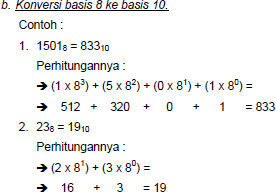 b. Konversi basis 8 ke basis 10.
Contoh :
1. 1501₈ = 833₁₀
Perhitungannya :
➔ (1 x 8³) + (5 x 8²) + (0 x 8¹) + (1 x 8⁰) =
➔ 512 + 320 + 0 + 1 = 833
2. 23₈ = 19₁₀
Perhitungannya :
➔ (2 x 8¹) + (3 x 8⁰) =
➔ 16 + 3 = 19